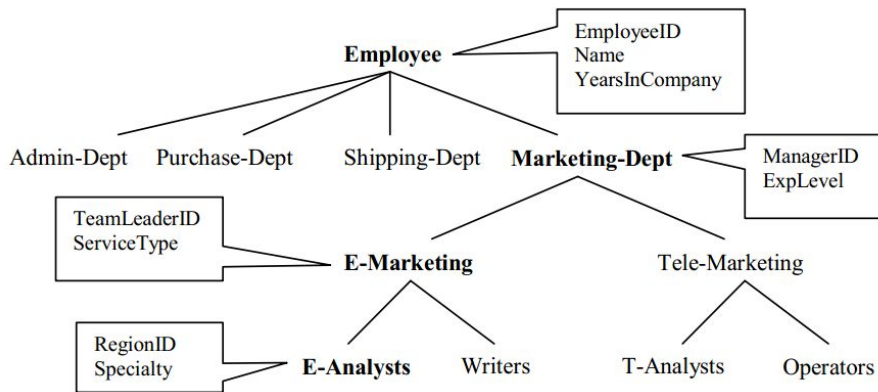 Employee
EmployeeID
Name
YearsInCompany
Admin-Dept
Purchase-Dept
Shipping-Dept
Marketing-Dept
ManagerID
ExpLevel
TeamLeaderID
ServiceType
E-Marketing
Tele-Marketing
RegionID
Specialty
E-Analysts
Writers
T-Analysts
Operators